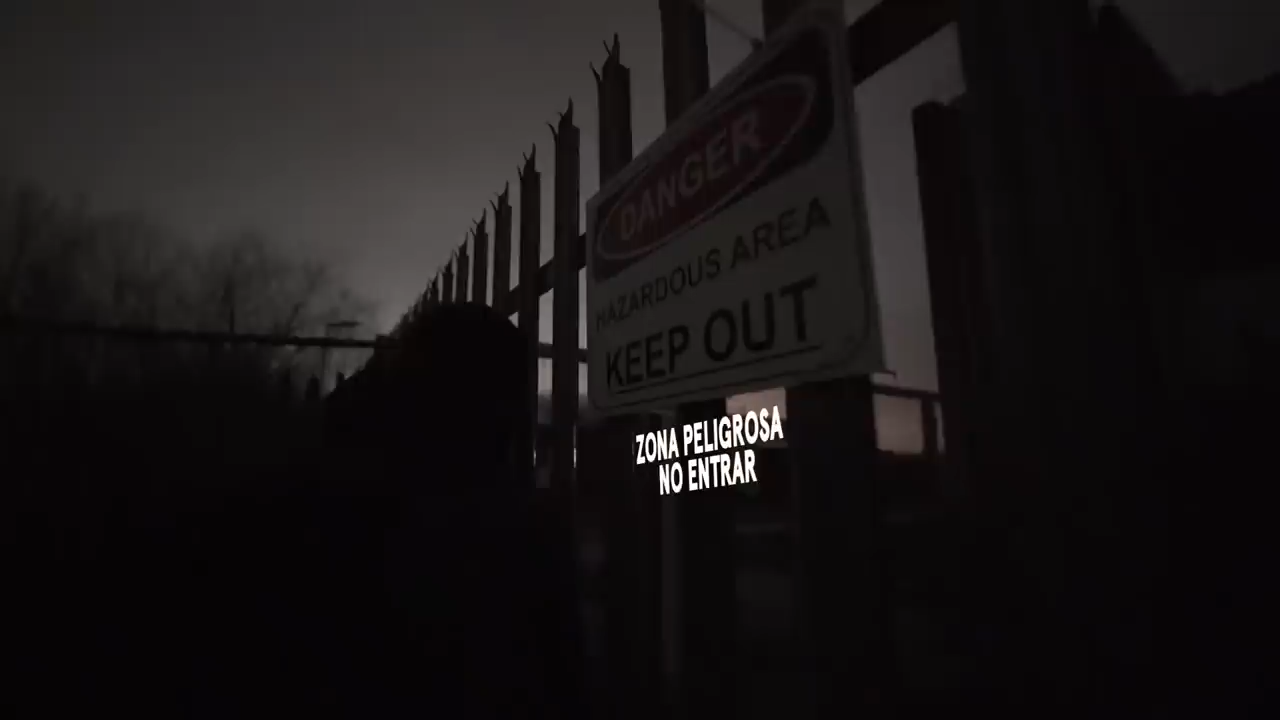 DANGER
HAZARDOUS AREA
KEEP OUT
ZONA PELIGROSA
NO ENTRAR